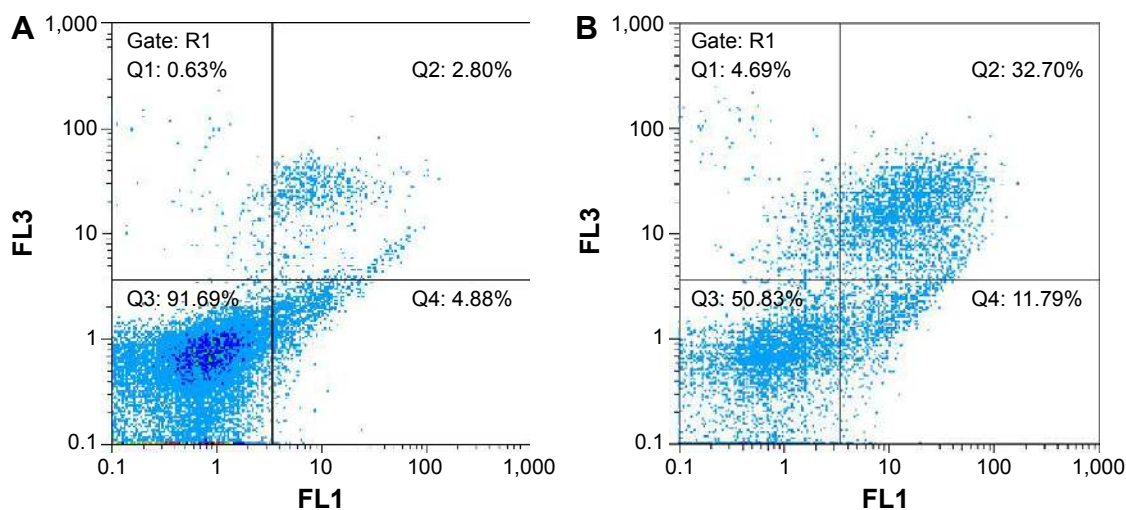 A
1,000
100
10
1
0.1
FL3
Gate: R1
Q1: 0.63%
Q2: 2.80%
Q3: 91.69%
Q4: 4.88%
0.1
1
10
100
1,000
FL1
B
1,000
100
10
1
0.1
FL3
Gate: R1
Q1: 4.69%
Q2: 32.70%
Q3: 50.83%
Q4: 11.79%
0.1
1
10
100
1,000
FL1